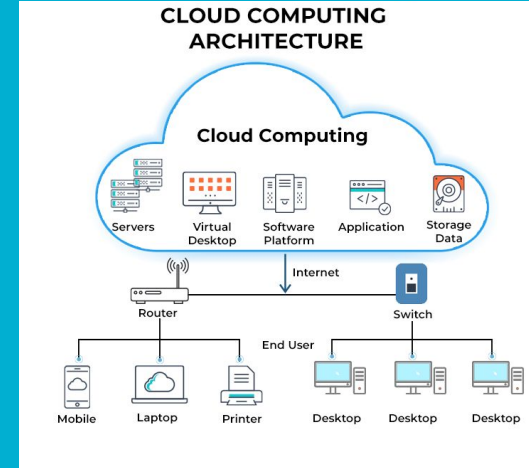 CLOUD COMPUTING
ARCHITECTURE
Cloud Computing
Servers
Virtual
Desktop
Software
Platform
Application
Storage
Data
Internet
Router
Switch
End User
Mobile
Laptop
Printer
Desktop
Desktop
Desktop